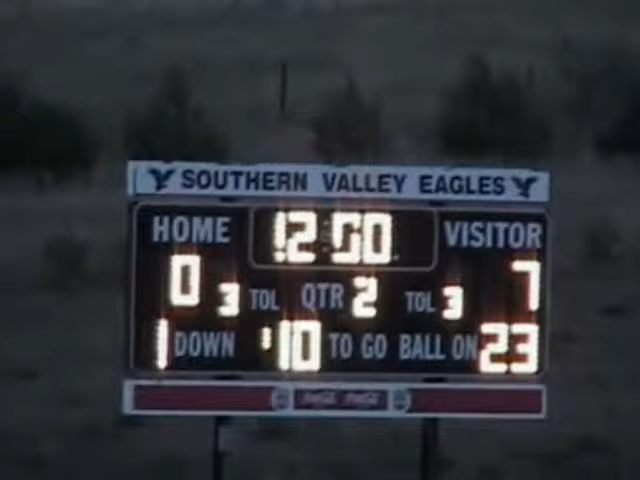 SOUTHERN VALLEY EAGLES
HOME 12:00 VISITOR
0 3 TOL QTR 2 TOL 3 7
1 DOWN 10 TO GO BALL ON 23